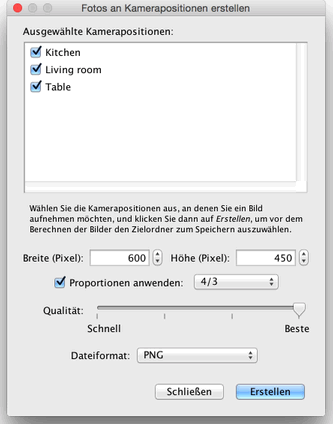 Fotos an Kamerapositionen erstellen
Ausgewählte Kamerapositionen:
Kitchen
Living room
Table
Wählen Sie die Kamerapositionen aus, an denen Sie ein Bild
aufnehmen möchten, und klicken Sie dann auf Erstellen, um vor dem
Berechnen der Bilder den Zielordner zum Speichern auszuwählen.
Breite (Pixel): 600 Höhe (Pixel): 450
Proportionen anwenden: 4/3
Qualität:
Schnell Beste
Dateiformat: PNG
Schließen Erstellen